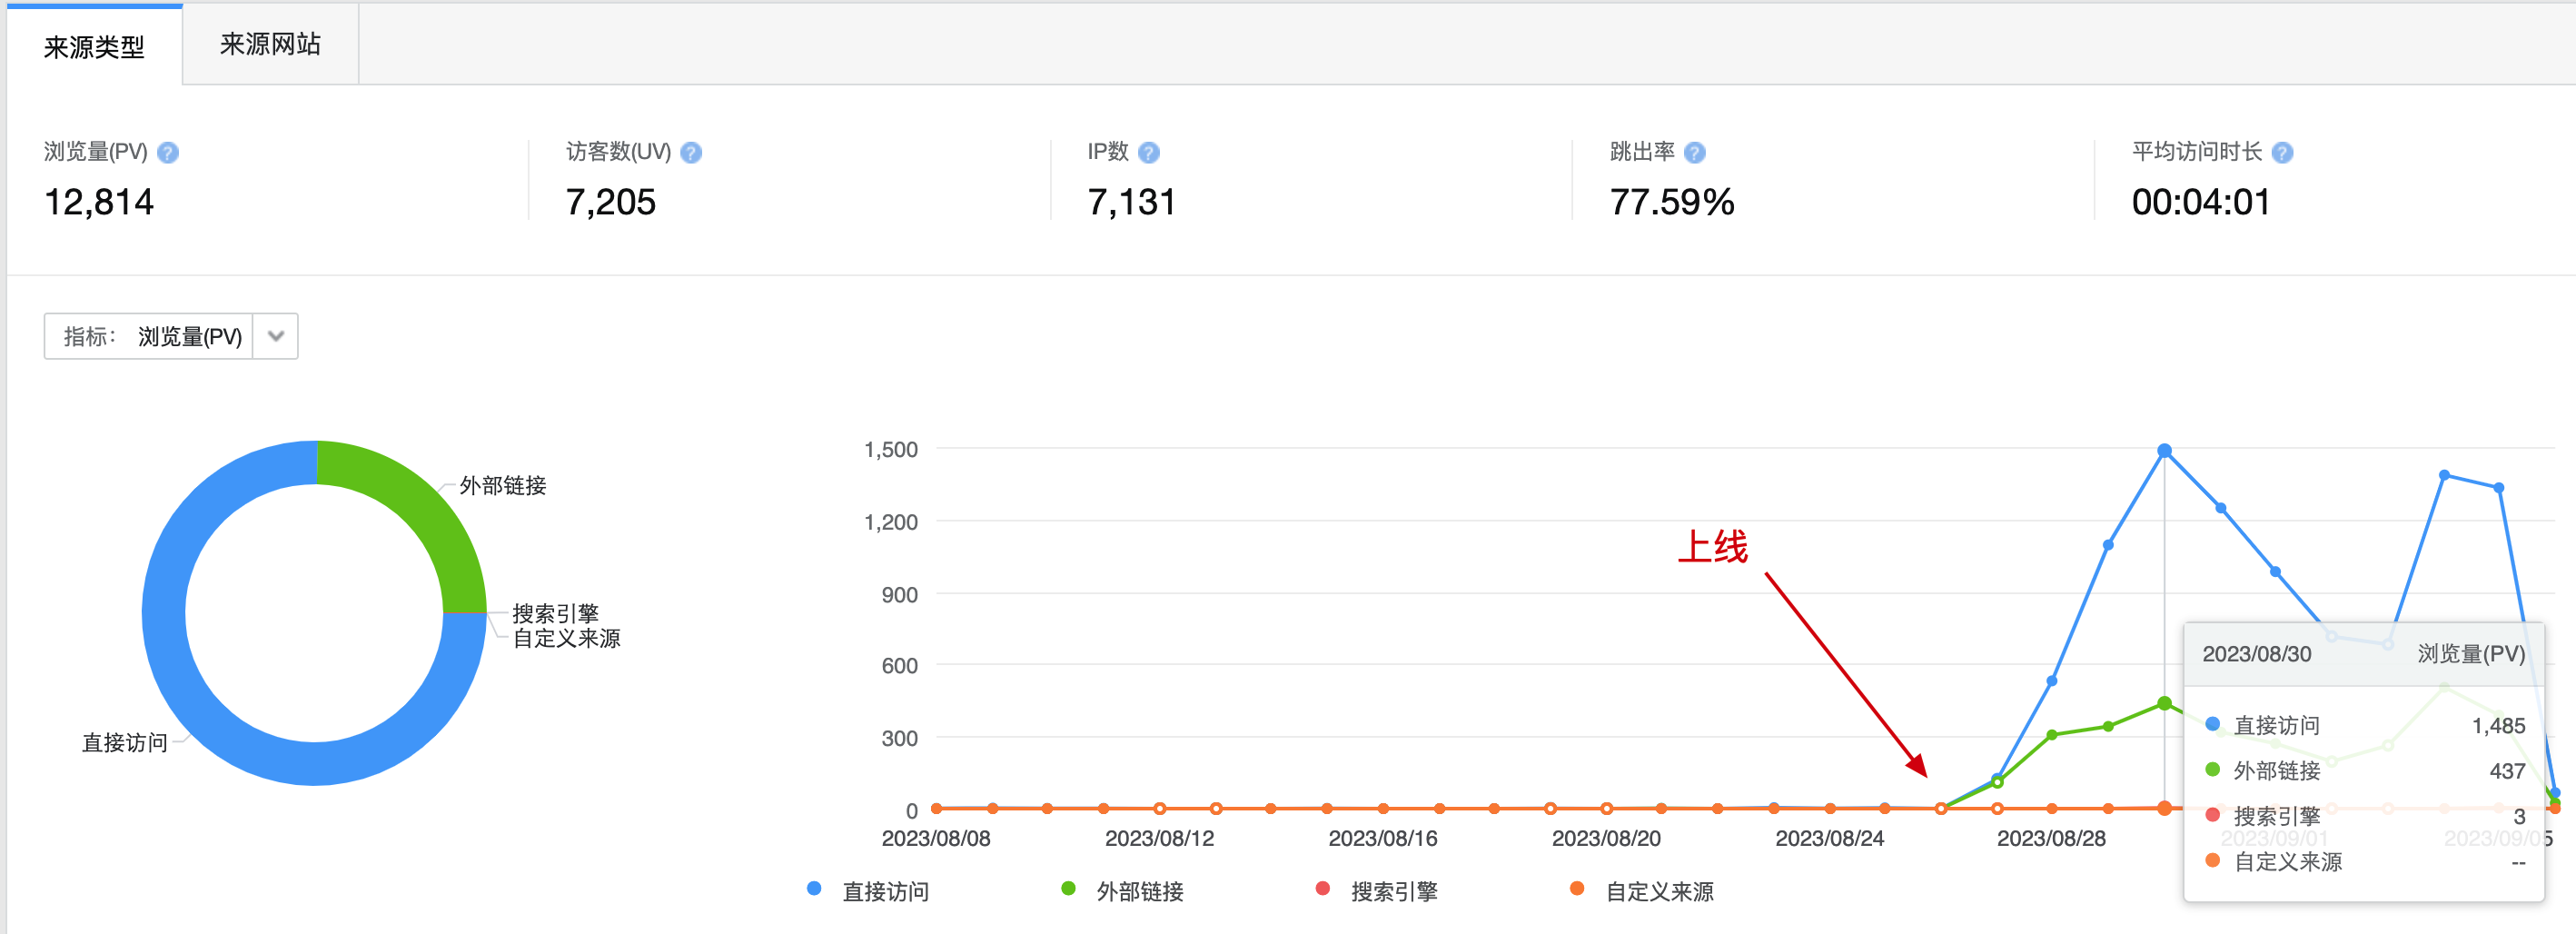 来源类型 来源网站
浏览量(PV) ? 访客数(UV) ? IP数 ? 跳出率 ? 平均访问时长 ?
12,814 7,205 7,131 77.59% 00:04:01
指标： 浏览量(PV)
外部链接
搜索引擎
自定义来源
直接访问
1,500
1,200
900
600
300
0
上线
2023/08/08 2023/08/12 2023/08/16 2023/08/20 2023/08/24 2023/08/28 2023/09/01 2023/09/05
2023/08/30 浏览量(PV)
直接访问 1,485
外部链接 437
搜索引擎 3
自定义来源 --
直接访问 外部链接 搜索引擎 自定义来源